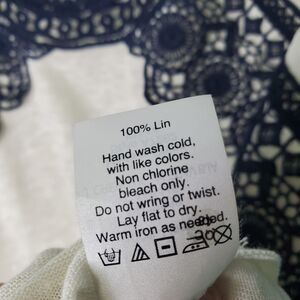 100% Lin
Hand wash cold,
with like colors.
Non chlorine
bleach only.
Do not wring or twist.
Lay flat to dry.
Warm iron as needed.